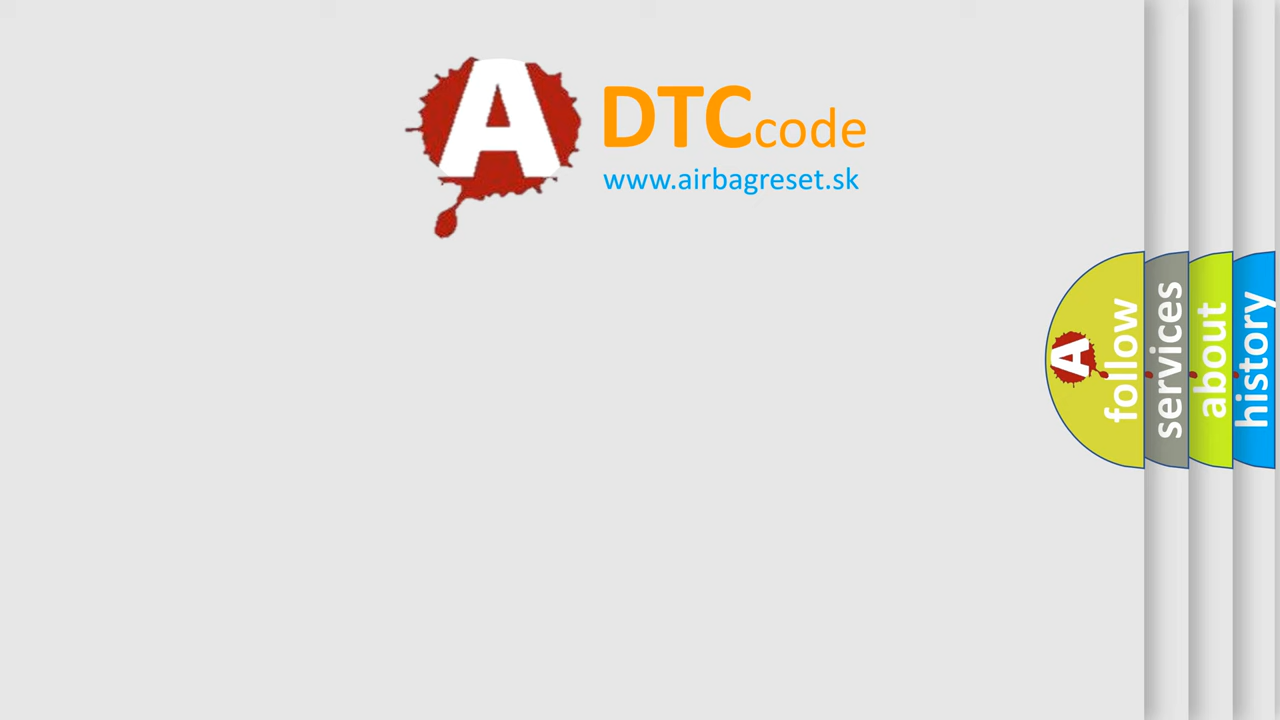 A
DTCcode
www.airbagreset.sk
A
follow
services
about
history